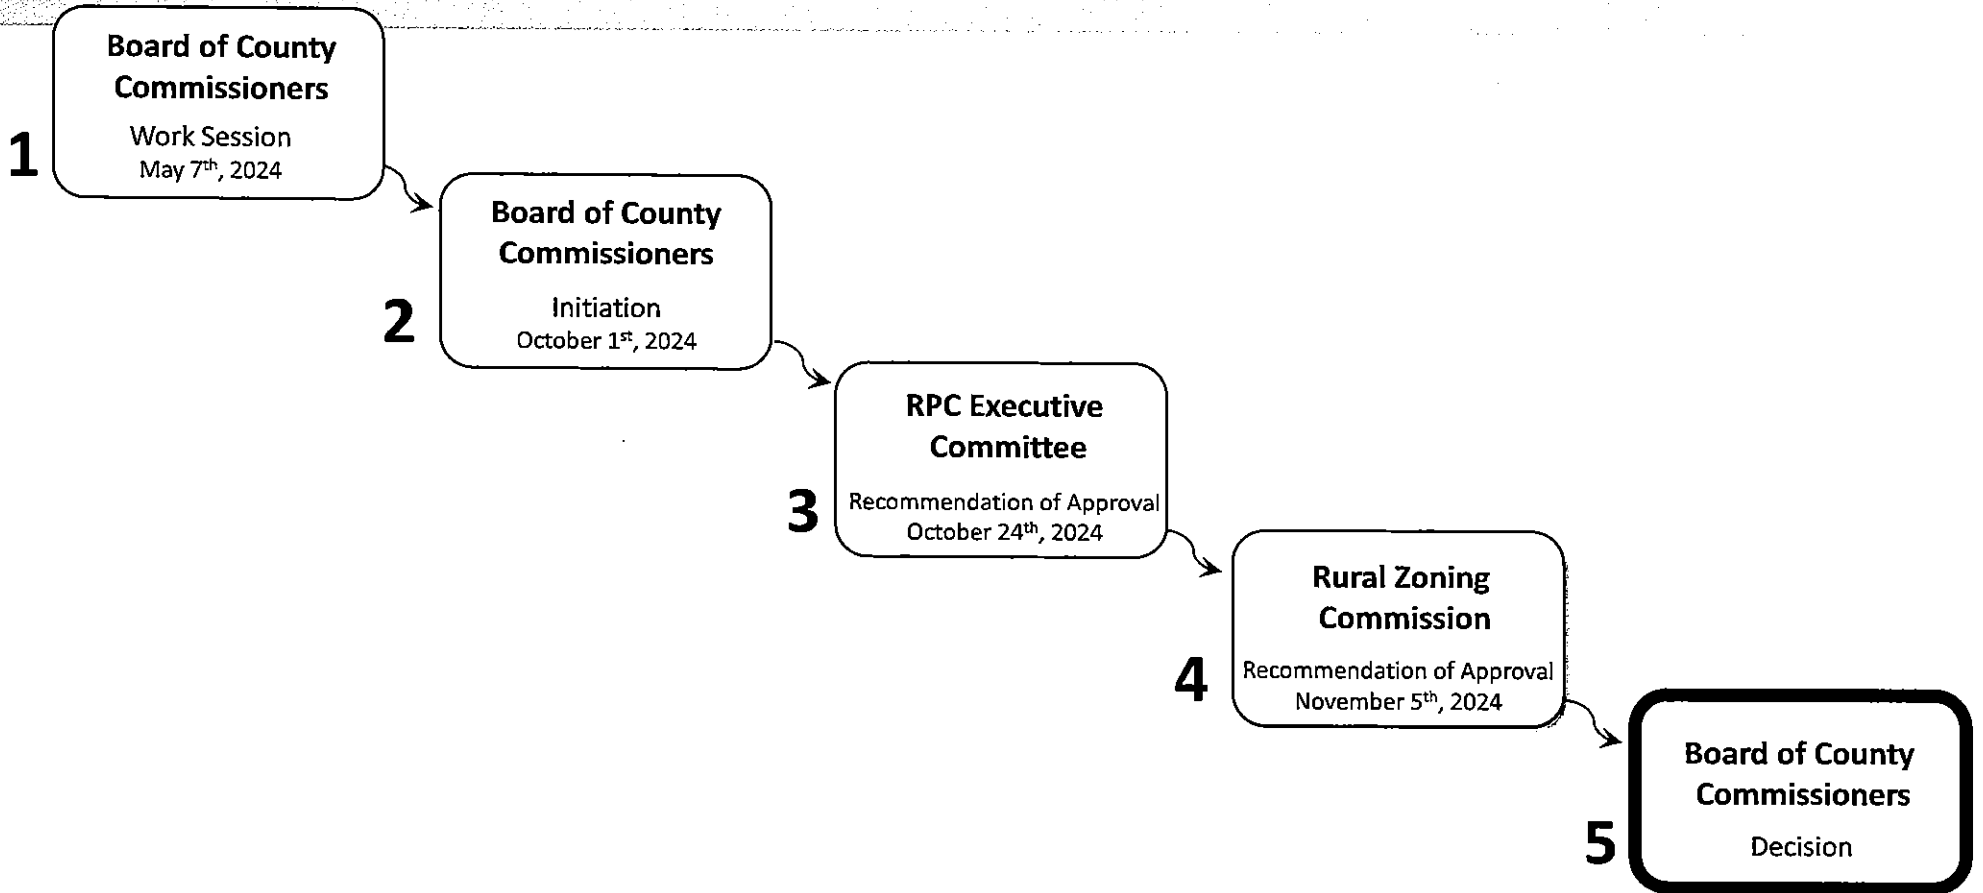 Board of County
Commissioners
Work Session
1
May 7th, 2024
Board of County
Commissioners
Initiation
2
October 1st, 2024
RPC Executive
Committee
Recommendation of Approval
3
October 24th, 2024
Rural Zoning
Commission
Recommendation of Approval
4
November 5th, 2024
Board of County
Commissioners
5
Decision